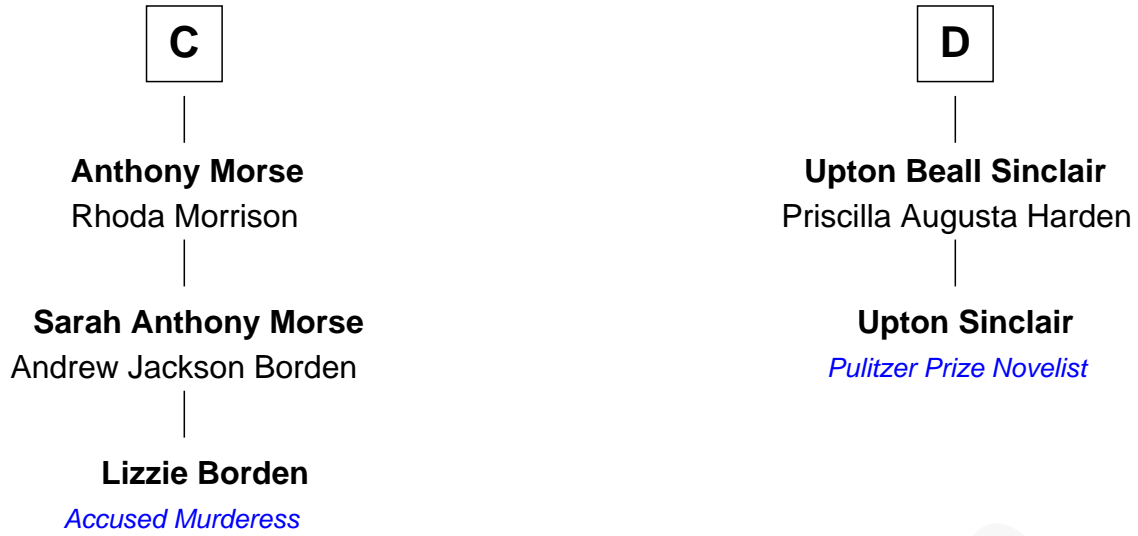 C
Anthony Morse
Rhoda Morrison
Sarah Anthony Morse
Andrew Jackson Borden
Lizzie Borden
Accused Murderess
D
Upton Beall Sinclair
Priscilla Augusta Harden
Upton Sinclair
Pulitzer Prize Novelist